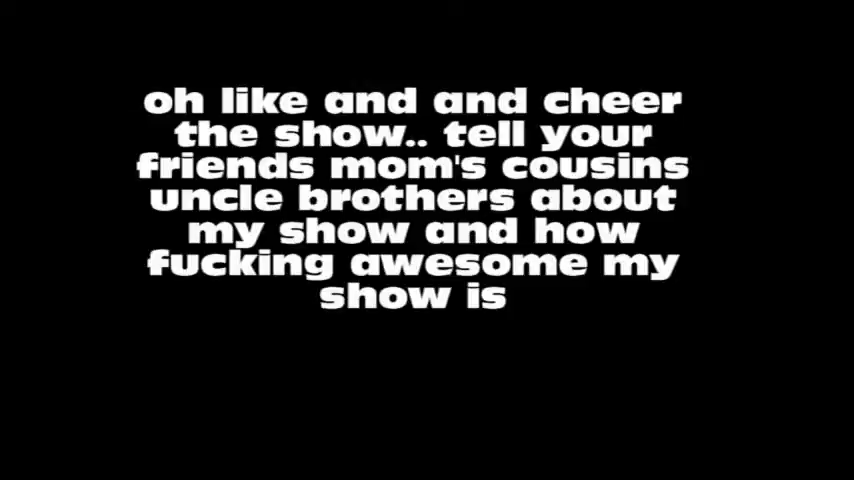 oh like and and cheer
the show.. tell your
friends mom's cousins
uncle brothers about
my show and how
fucking awesome my
show is